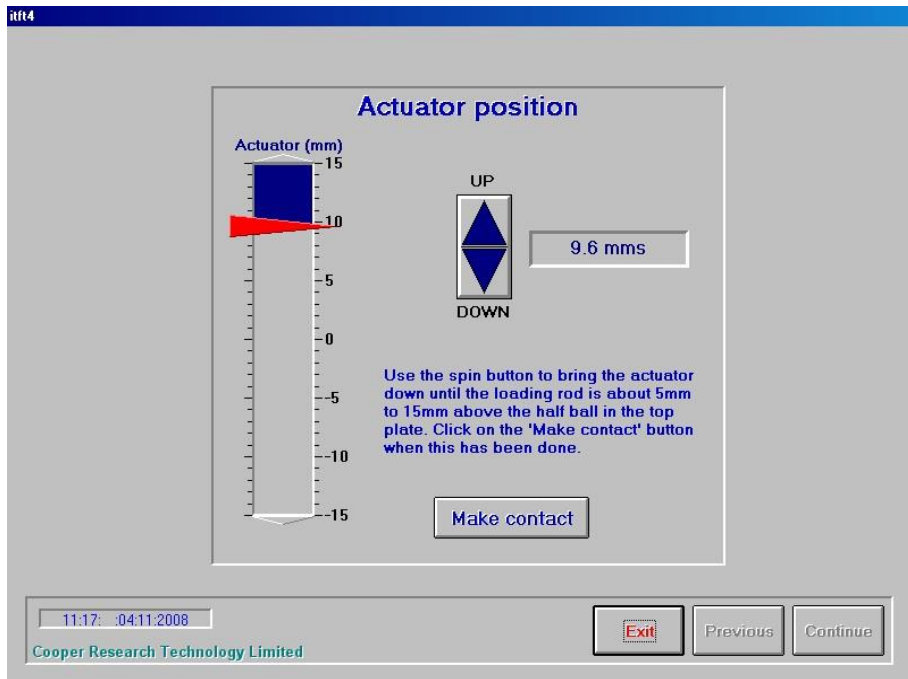 itft4
Actuator position
Actuator (mm)
15
10
5
0
-5
-10
-15
UP
DOWN
9.6 mms
Use the spin button to bring the actuator
down until the loading rod is about 5mm
to 15mm above the half ball in the top
plate. Click on the 'Make contact' button
when this has been done.
Make contact
11:17: :04:11:2008
Cooper Research Technology Limited
Exit
Previous
Continue